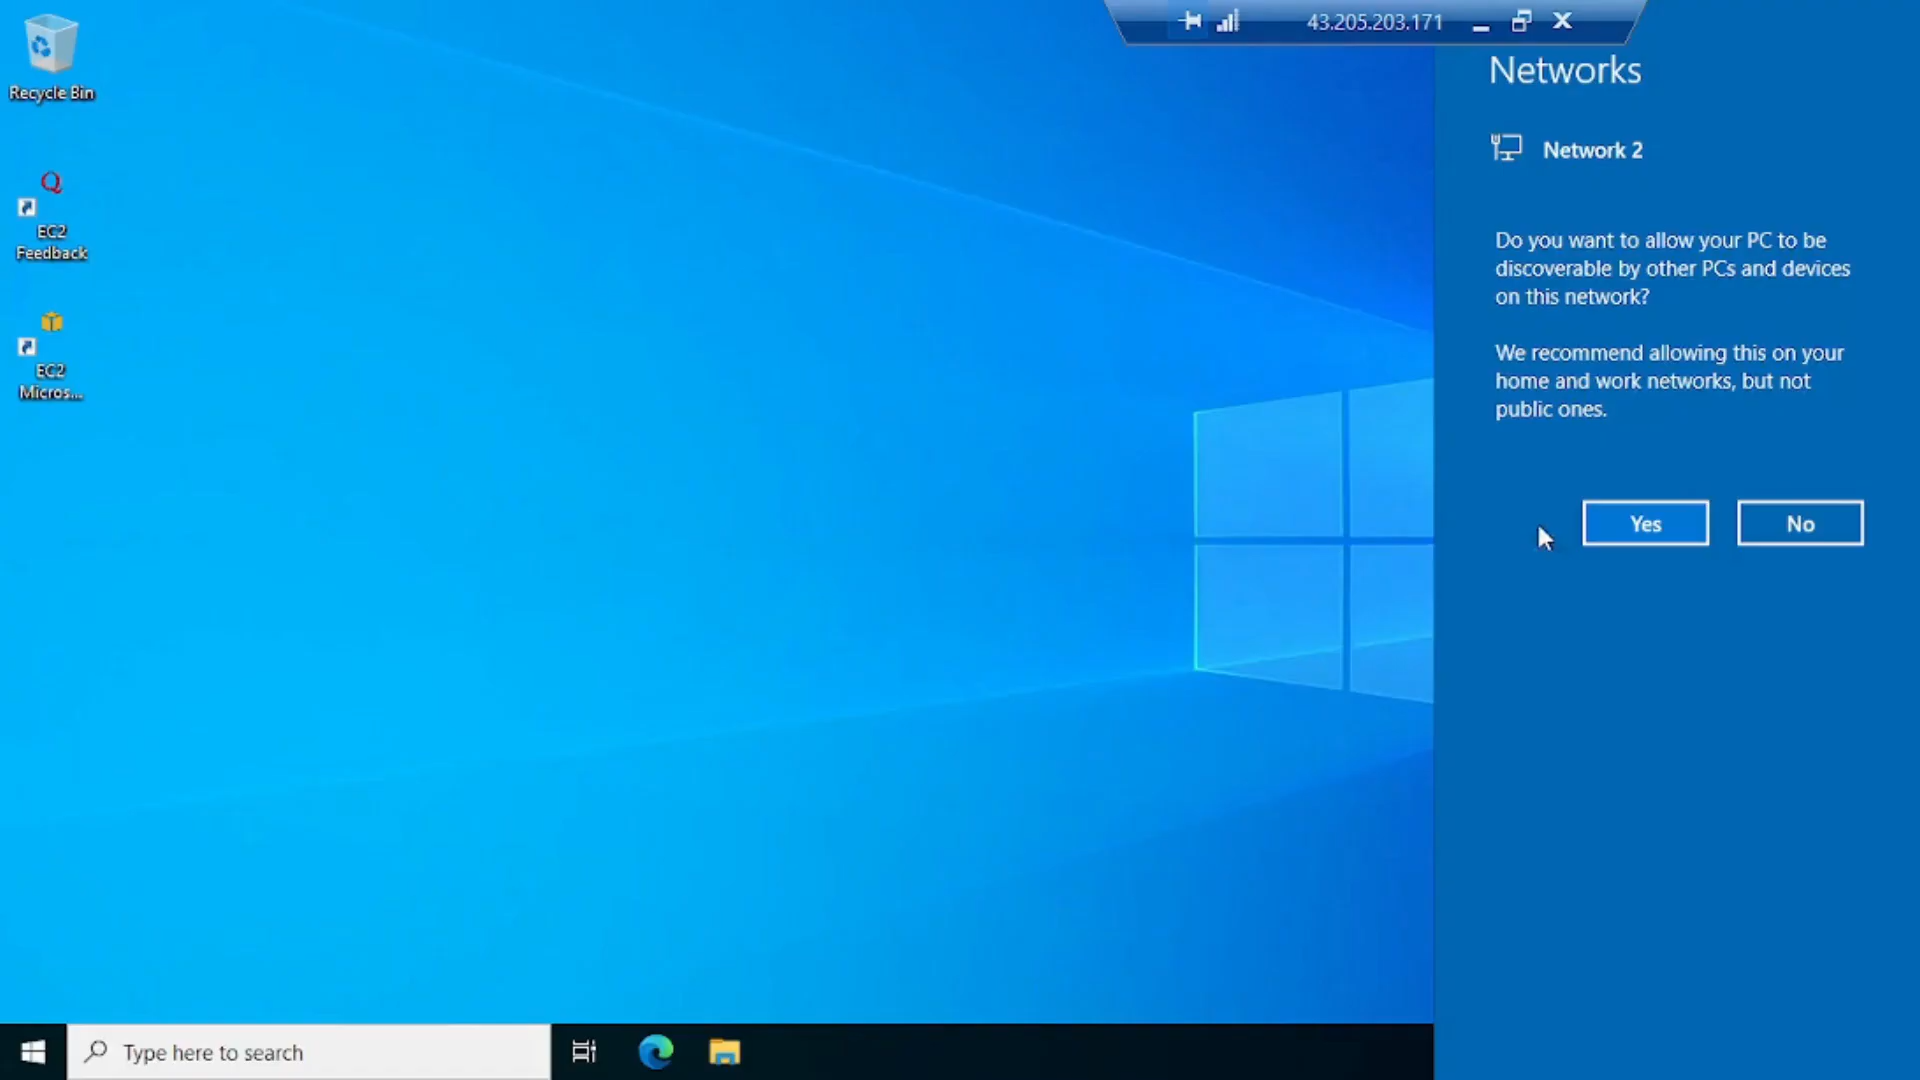 43.205.203.171
Recycle Bin
EC2
Feedback
EC2
Micros...
Networks
Network 2
Do you want to allow your PC to be
discoverable by other PCs and devices
on this network?
We recommend allowing this on your
home and work networks, but not
public ones.
Yes
No
Type here to search